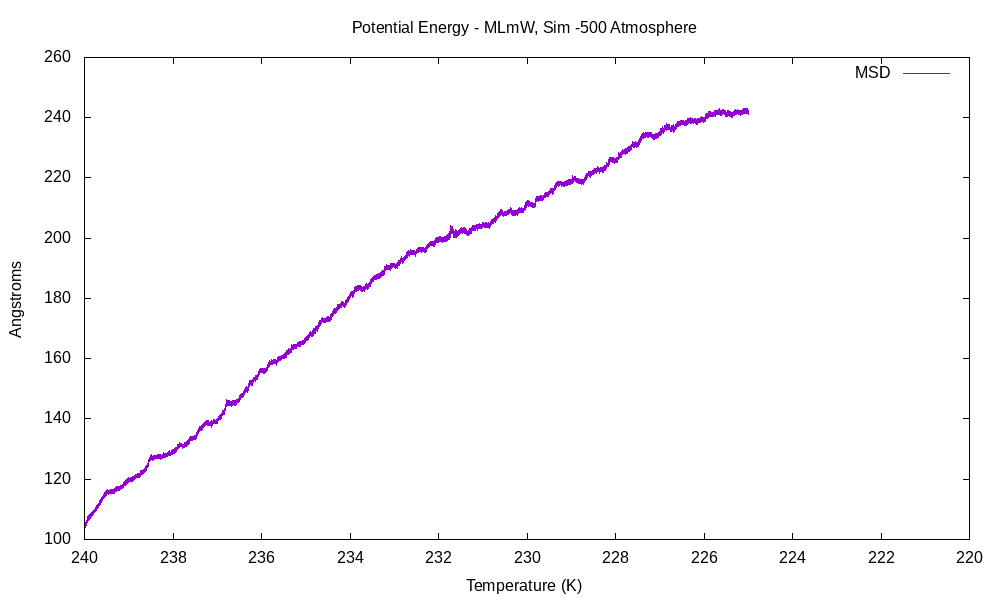 Potential Energy - MLmW, Sim -500 Atmosphere
MSD
260
240
220
200
180
160
140
120
100
Angstroms
240 238 236 234 232 230 228 226 224 222 220
Temperature (K)